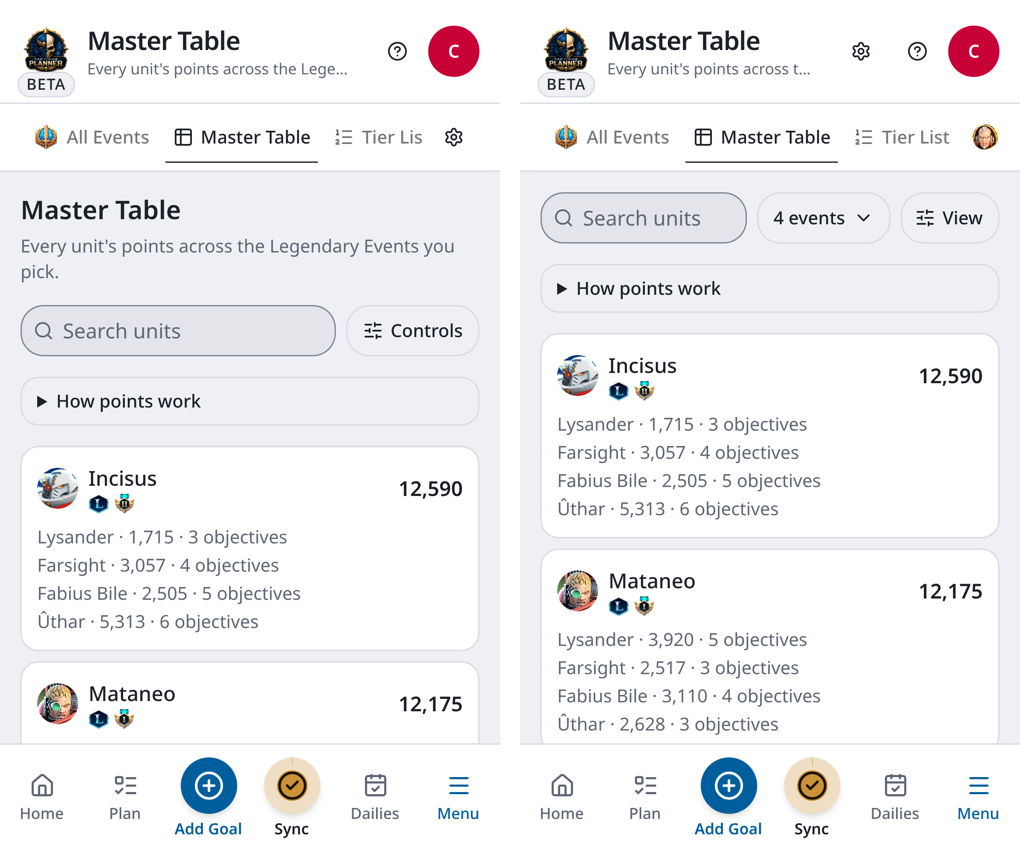 PLANNER
BETA
Master Table
Every unit's points across the Lege...
C
All Events
Master Table
Tier Lis
Master Table
Every unit's points across the Legendary Events you
pick.
Search units
Controls
How points work
Incisus
12,590
Lysander · 1,715 · 3 objectives
Farsight · 3,057 · 4 objectives
Fabius Bile · 2,505 · 5 objectives
Ûthar · 5,313 · 6 objectives
Mataneo
12,175
Home
Plan
Add Goal
Sync
Dailies
Menu
PLANNER
BETA
Master Table
Every unit's points across t...
C
All Events
Master Table
Tier List
Search units
4 events
View
How points work
Incisus
12,590
Lysander · 1,715 · 3 objectives
Farsight · 3,057 · 4 objectives
Fabius Bile · 2,505 · 5 objectives
Ûthar · 5,313 · 6 objectives
Mataneo
12,175
Lysander · 3,920 · 5 objectives
Farsight · 2,517 · 3 objectives
Fabius Bile · 3,110 · 4 objectives
Ûthar · 2,628 · 3 objectives
Home
Plan
Add Goal
Sync
Dailies
Menu